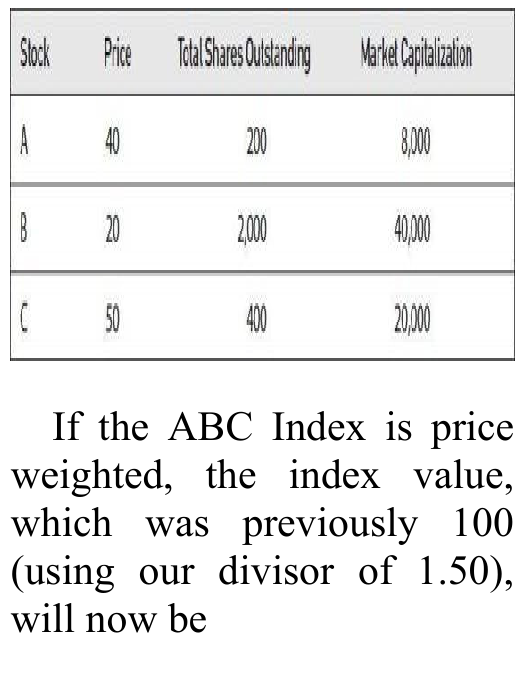 Stock Price Total Shares Outstanding Market Capitalization
A 40 200 8,000
B 20 2,000 40,000
C 50 400 20,000
If the ABC Index is price
weighted, the index value,
which was previously 100
(using our divisor of 1.50),
will now be